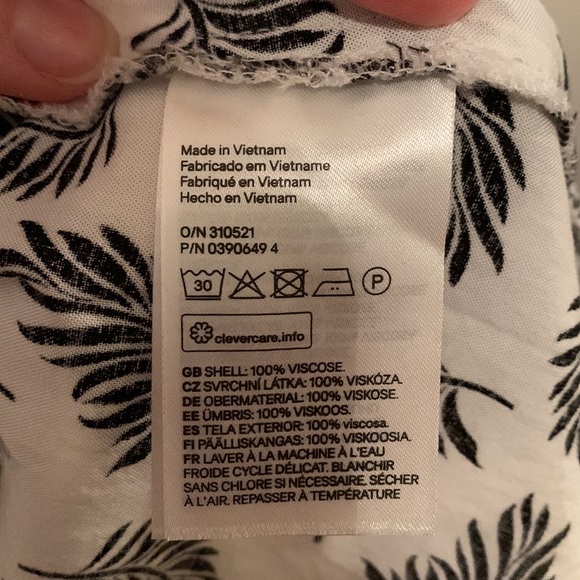 Made in Vietnam
Fabricado em Vietname
Fabriqué en Vietnam
Hecho en Vietnam
O/N 310521
P/N 0390649 4
30 P
clevercare.info
GB SHELL: 100% VISCOSE.
CZ SVRCHNÍ LÁTKA: 100% VISKÓZA.
DE OBERMATERIAL: 100% VISKOSE.
EE ÜMBRIS: 100% VISKOOS.
ES TELA EXTERIOR: 100% viscosa.
FI PÄÄLLISKANGAS: 100% VISKOOSIA.
FR LAVER À LA MACHINE À L'EAU
FROIDE CYCLE DÉLICAT. BLANCHIR
SANS CHLORE SI NÉCESSAIRE. SÉCHER
À L'AIR. REPASSER À TEMPÉRATURE